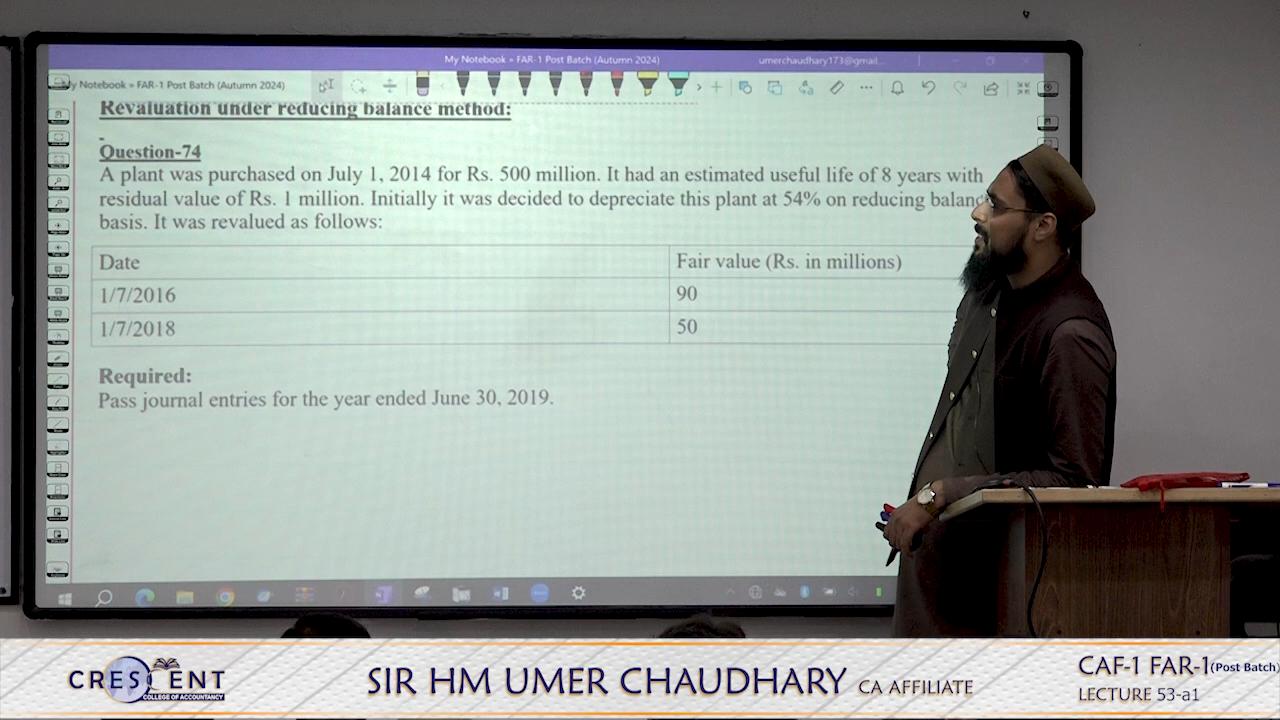 My Notebook » FAR-1 Post Batch (Autumn 2024)
umerchaudhary173@gmail...
y Notebook » FAR-1 Post Batch (Autumn 2024)
Revaluation under reducing balance method:
Question-74
A plant was purchased on July 1, 2014 for Rs. 500 million. It had an estimated useful life of 8 years with
residual value of Rs. 1 million. Initially it was decided to depreciate this plant at 54% on reducing balanc
basis. It was revalued as follows:
Date Fair value (Rs. in millions)
1/7/2016 90
1/7/2018 50
Required:
Pass journal entries for the year ended June 30, 2019.
CRESCENT
COLLEGE OF ACCOUNTANCY
SIR HM UMER CHAUDHARY CA AFFILIATE
CAF-1 FAR-1(Post Batch)
LECTURE 53-a1